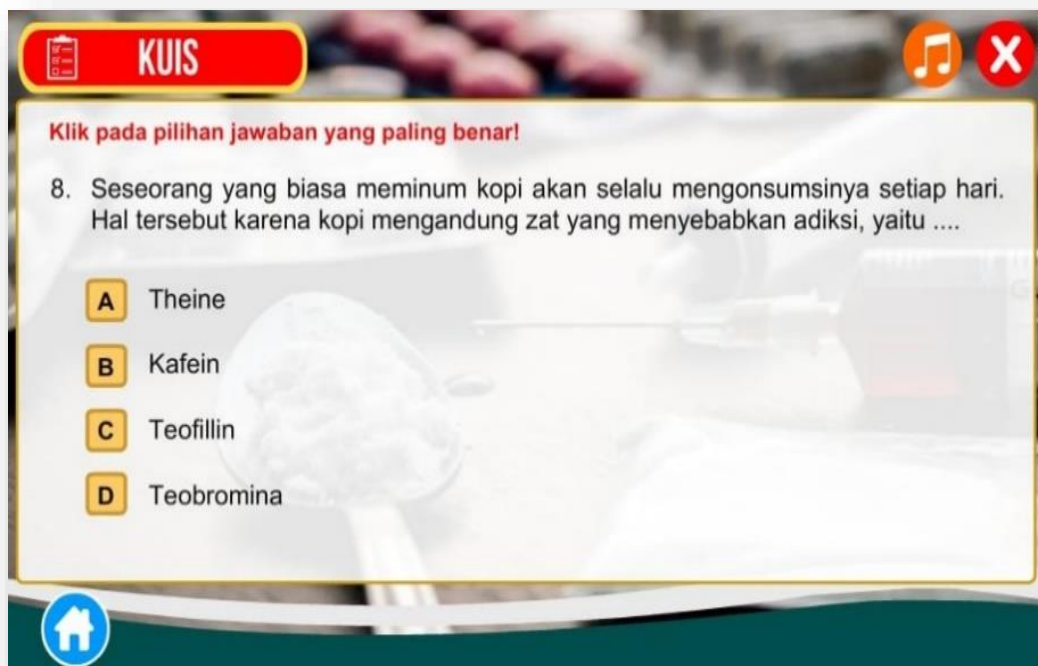 KUIS
Klik pada pilihan jawaban yang paling benar!
8. Seseorang yang biasa meminum kopi akan selalu mengonsumsinya setiap hari.
Hal tersebut karena kopi mengandung zat yang menyebabkan adiksi, yaitu ....
A Theine
B Kafein
C Teofillin
D Teobromina